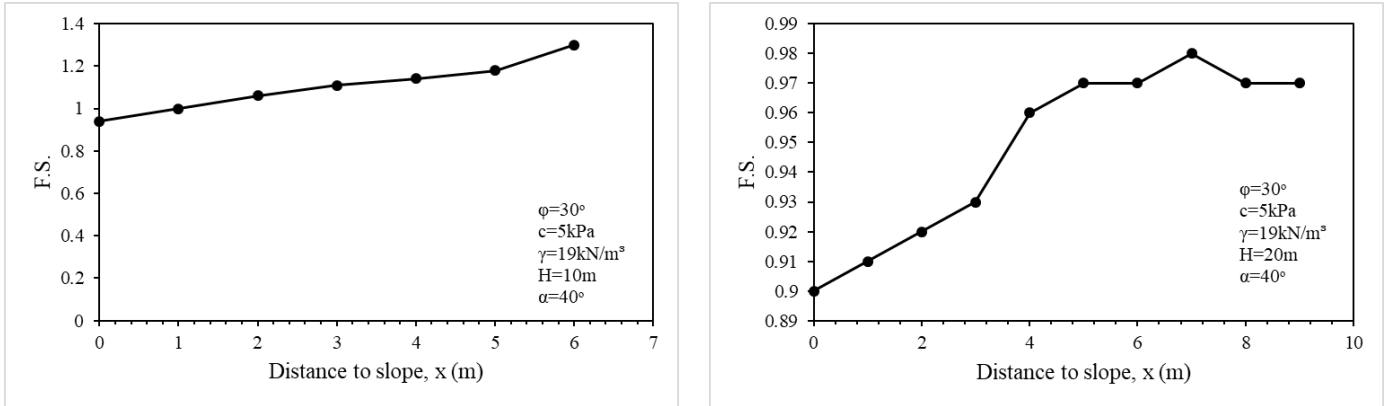 1.4
1.2
1
0.8
0.6
0.4
0.2
0
F.S.
φ=30°
c=5kPa
γ=19kN/m³
H=10m
α=40°
0 1 2 3 4 5 6 7
Distance to slope, x (m)
0.99
0.98
0.97
0.96
0.95
0.94
0.93
0.92
0.91
0.9
0.89
F.S.
φ=30°
c=5kPa
γ=19kN/m³
H=20m
α=40°
0 2 4 6 8 10
Distance to slope, x (m)